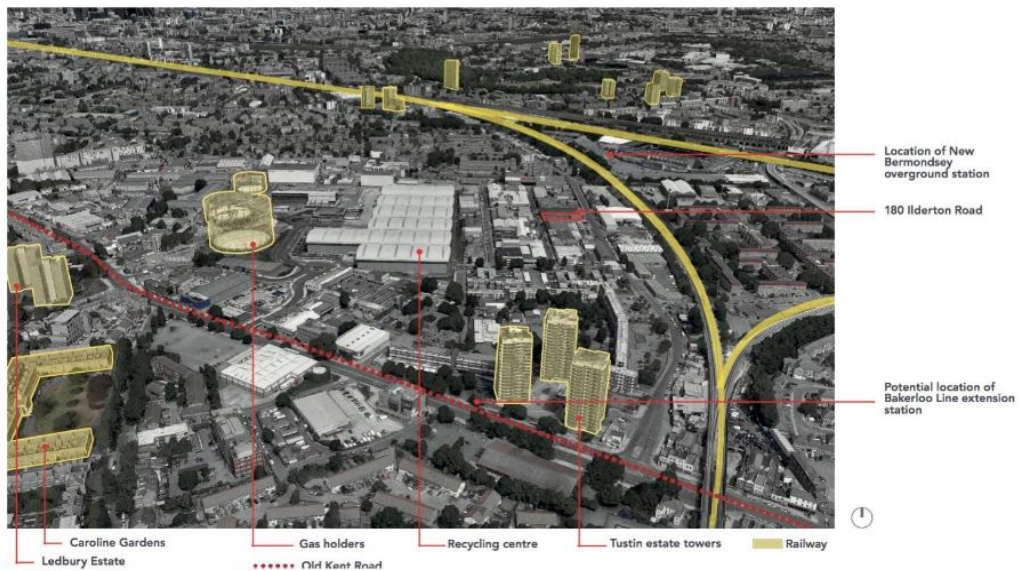 Location of New
Bermondsey
overground station
180 Ilderton Road
Potential location of
Bakerloo Line extension
station
Caroline Gardens
Gas holders
Recycling centre
Tustin estate towers
Railway
Ledbury Estate
Old Kent Road